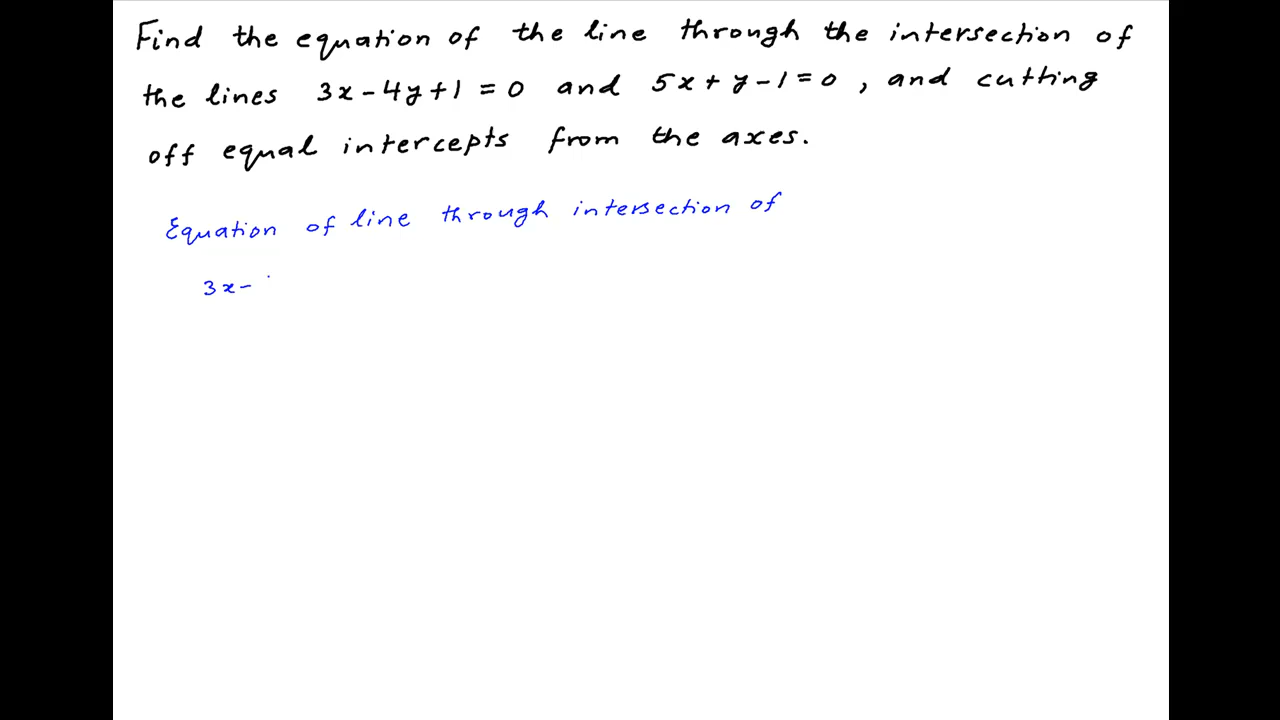 Find the equation of the line through the intersection of
the lines 3x - 4y + 1 = 0 and 5x + y - 1 = 0, and cutting
off equal intercepts from the axes.
Equation of line through intersection of
3x -